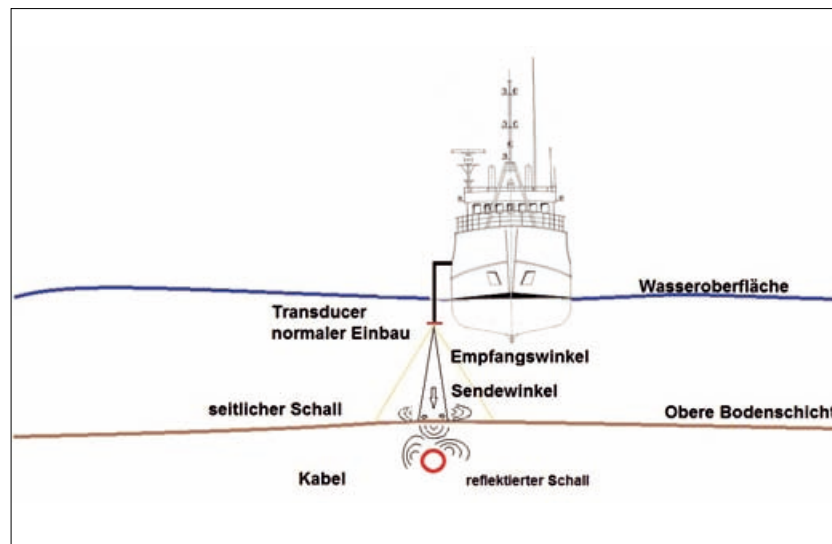 Wasseroberfläche
Transducer
normaler Einbau
Empfangswinkel
Sendewinkel
seitlicher Schall
Obere Bodenschicht
Kabel
reflektierter Schall